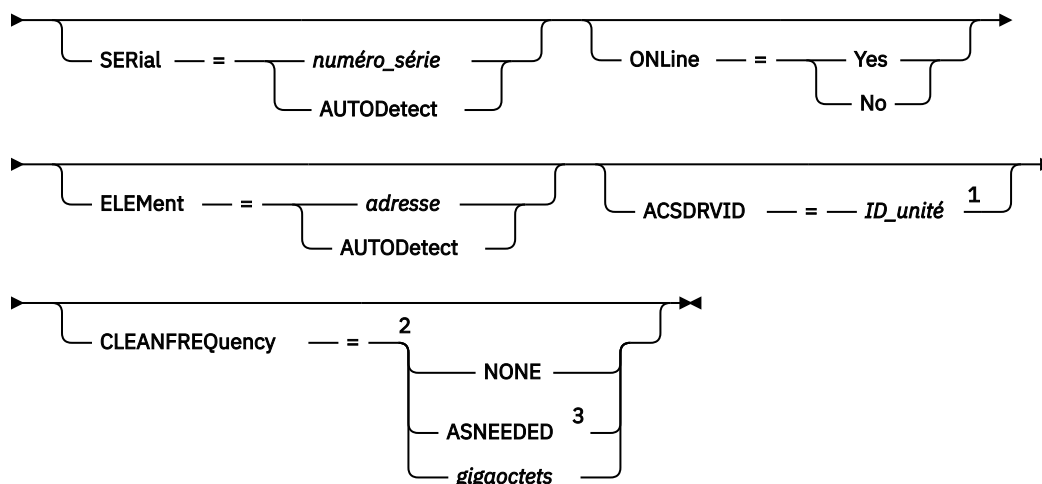 SERial = numéro_série
AUTODetect
ONLine = Yes
No
ELEMent = adresse
AUTODetect
ACSDRVID = ID_unité 1
CLEANFREQuency = 2
NONE
ASNEEDED 3
gigaoctets